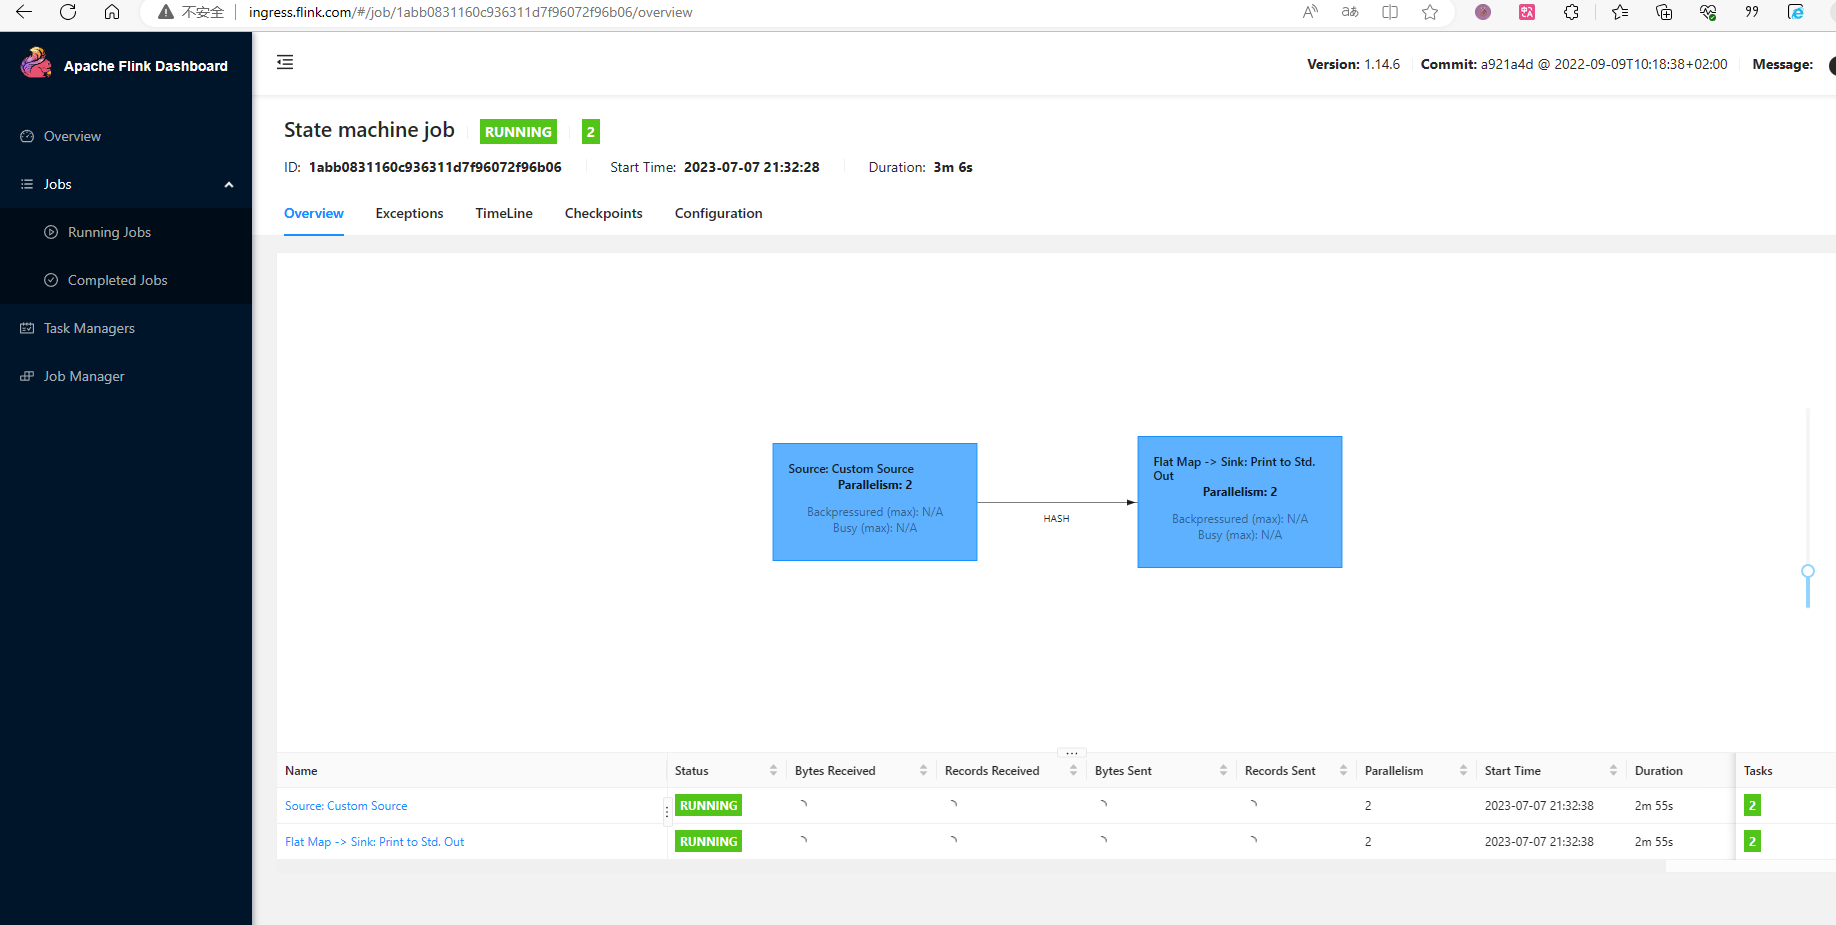 不安全 ingress.flink.com/#/job/1abb0831160c936311d7f96072f96b06/overview
Apache Flink Dashboard
Version: 1.14.6 Commit: a921a4d @ 2022-09-09T10:18:38+02:00 Message:
Overview
Jobs
Running Jobs
Completed Jobs
Task Managers
Job Manager
State machine job RUNNING 2
ID: 1abb0831160c936311d7f96072f96b06 Start Time: 2023-07-07 21:32:28 Duration: 3m 6s
Overview Exceptions TimeLine Checkpoints Configuration
Source: Custom Source
Parallelism: 2
Backpressured (max): N/A
Busy (max): N/A
HASH
Flat Map -> Sink: Print to Std.
Out
Parallelism: 2
Backpressured (max): N/A
Busy (max): N/A
Name Status Bytes Received Records Received Bytes Sent Records Sent Parallelism Start Time Duration Tasks
Source: Custom Source RUNNING 2 2023-07-07 21:32:38 2m 55s 2
Flat Map -> Sink: Print to Std. Out RUNNING 2 2023-07-07 21:32:38 2m 55s 2